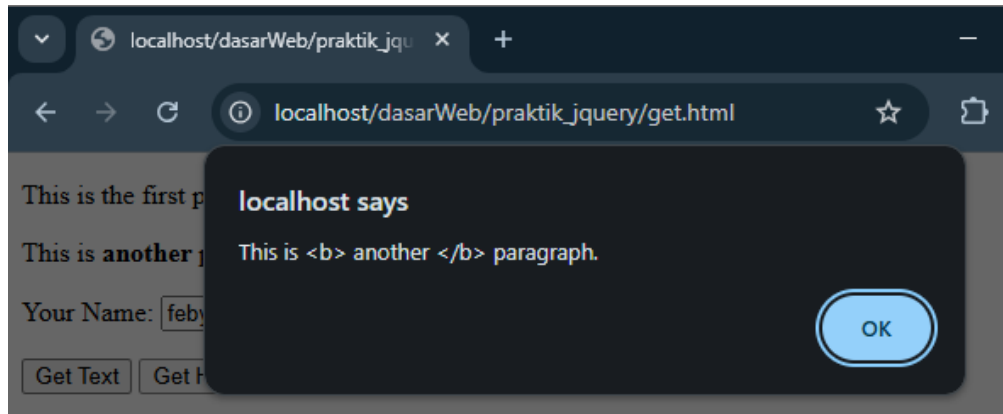 localhost/dasarWeb/praktik_jqu
localhost/dasarWeb/praktik_jquery/get.html
This is the first p
localhost says
This is <b> another </b> paragraph.
This is another p
Your Name: feby
OK
Get Text Get H